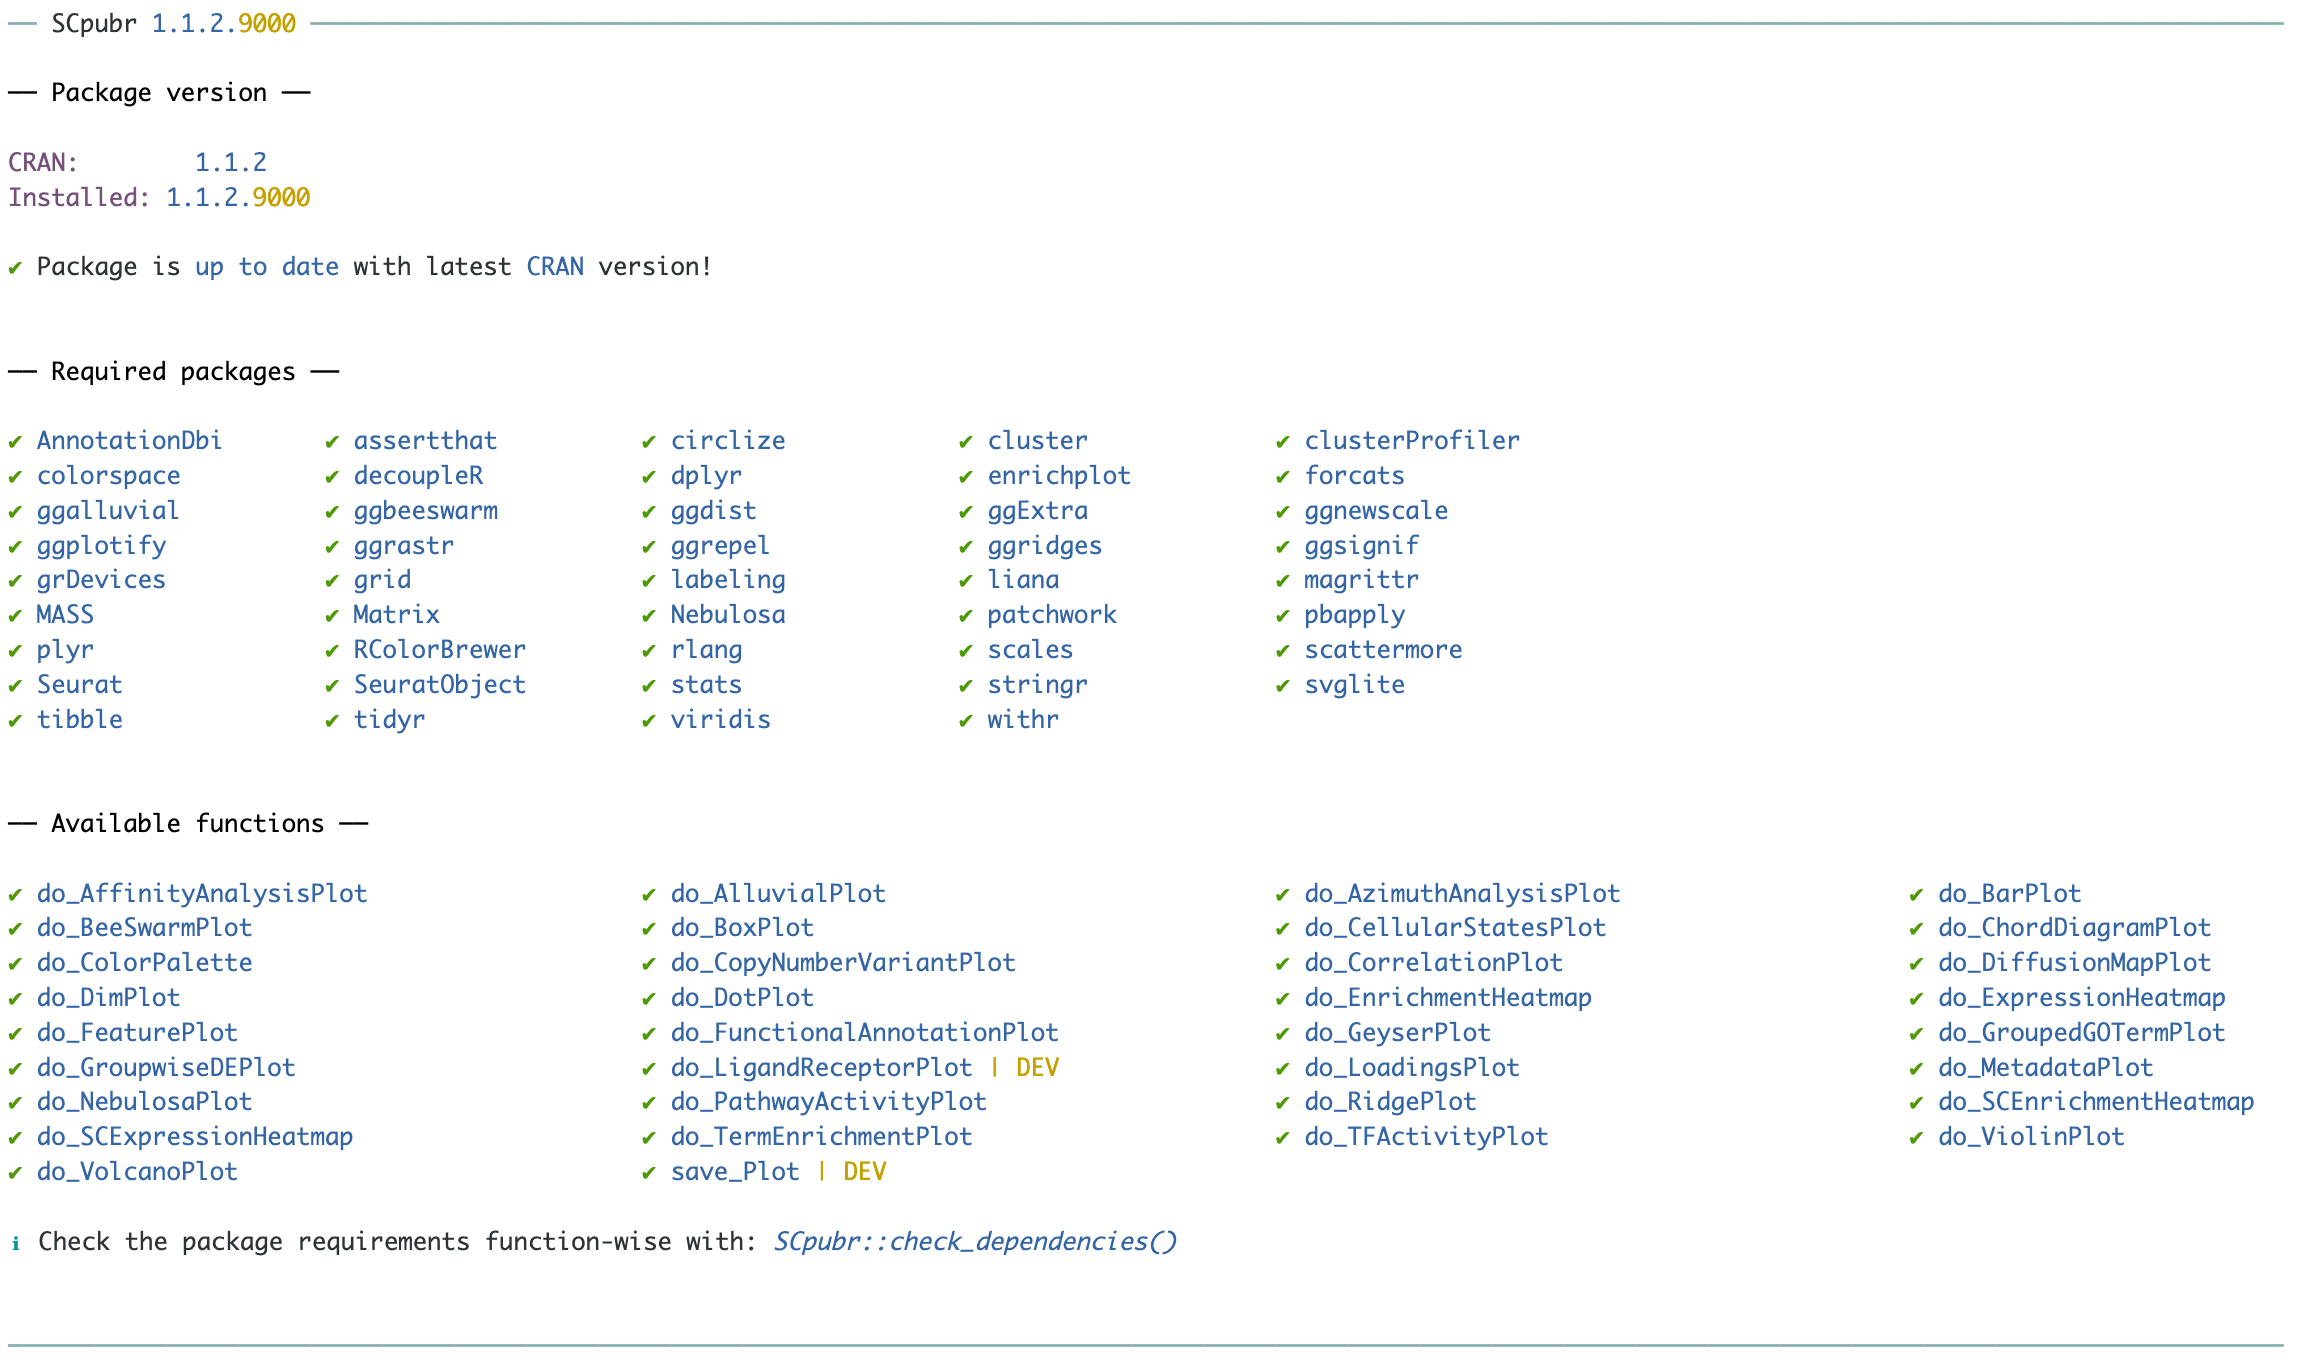 ── SCpubr 1.1.2.9000 ──
── Package version ──
CRAN: 1.1.2
Installed: 1.1.2.9000
✔ Package is up to date with latest CRAN version!
── Required packages ──
✔ AnnotationDbi ✔ assertthat ✔ circlize ✔ cluster ✔ clusterProfiler
✔ colorspace ✔ decoupleR ✔ dplyr ✔ enrichplot ✔ forcats
✔ ggalluvial ✔ ggbeeswarm ✔ ggdist ✔ ggExtra ✔ ggnewscale
✔ ggplotify ✔ ggrastr ✔ ggrepel ✔ ggridges ✔ ggsignif
✔ grDevices ✔ grid ✔ labeling ✔ liana ✔ magrittr
✔ MASS ✔ Matrix ✔ Nebulosa ✔ patchwork ✔ pbapply
✔ plyr ✔ RColorBrewer ✔ rlang ✔ scales ✔ scattermore
✔ Seurat ✔ SeuratObject ✔ stats ✔ stringr ✔ svglite
✔ tibble ✔ tidyr ✔ viridis ✔ withr
── Available functions ──
✔ do_AffinityAnalysisPlot ✔ do_AlluvialPlot ✔ do_AzimuthAnalysisPlot ✔ do_BarPlot
✔ do_BeeSwarmPlot ✔ do_BoxPlot ✔ do_CellularStatesPlot ✔ do_ChordDiagramPlot
✔ do_ColorPalette ✔ do_CopyNumberVariantPlot ✔ do_CorrelationPlot ✔ do_DiffusionMapPlot
✔ do_DimPlot ✔ do_DotPlot ✔ do_EnrichmentHeatmap ✔ do_ExpressionHeatmap
✔ do_FeaturePlot ✔ do_FunctionalAnnotationPlot ✔ do_GeyserPlot ✔ do_GroupedGOTermPlot
✔ do_GroupwiseDEPlot ✔ do_LigandReceptorPlot | DEV ✔ do_LoadingsPlot ✔ do_MetadataPlot
✔ do_NebulosaPlot ✔ do_PathwayActivityPlot ✔ do_RidgePlot ✔ do_SCEnrichmentHeatmap
✔ do_SCExpressionHeatmap ✔ do_TermEnrichmentPlot ✔ do_TFActivityPlot ✔ do_ViolinPlot
✔ do_VolcanoPlot ✔ save_Plot | DEV
ℹ Check the package requirements function-wise with: SCpubr::check_dependencies()